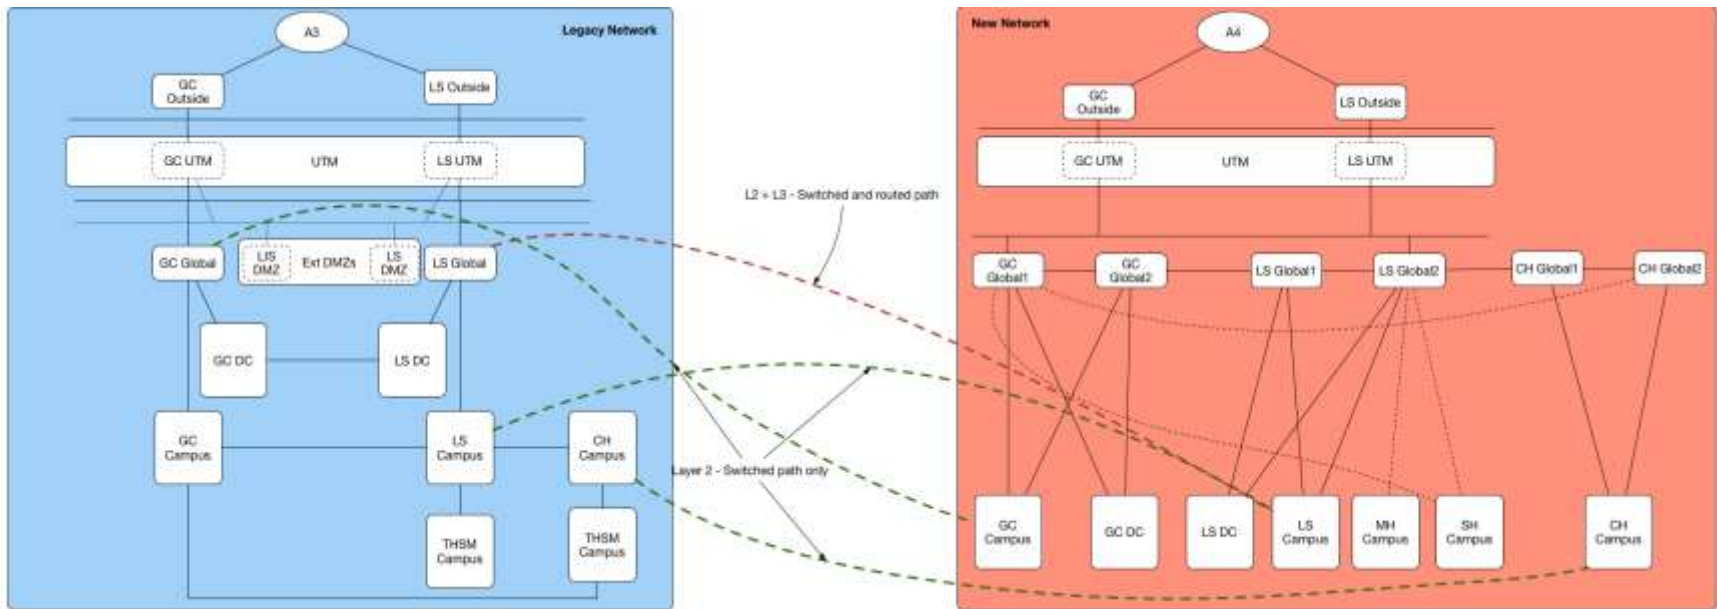 Legacy Network
A3
GC
Outside
LS Outside
GC UTM
UTM
LS UTM
GC Global
LIS
DMZ
Ext DMZs
LS
DMZ
LS Global
GC DC
LS DC
GC
Campus
LS
Campus
CH
Campus
THSM
Campus
THSM
Campus
L2 + L3 - Switched and routed path
Layer 2 - Switched path only
New Network
A4
GC
Outside
LS Outside
GC UTM
UTM
LS UTM
GC
Global1
GC
Global2
LS Global1
LS Global2
CH Global1
CH Global2
GC
Campus
GC DC
LS DC
LS
Campus
MH
Campus
SH
Campus
CH
Campus